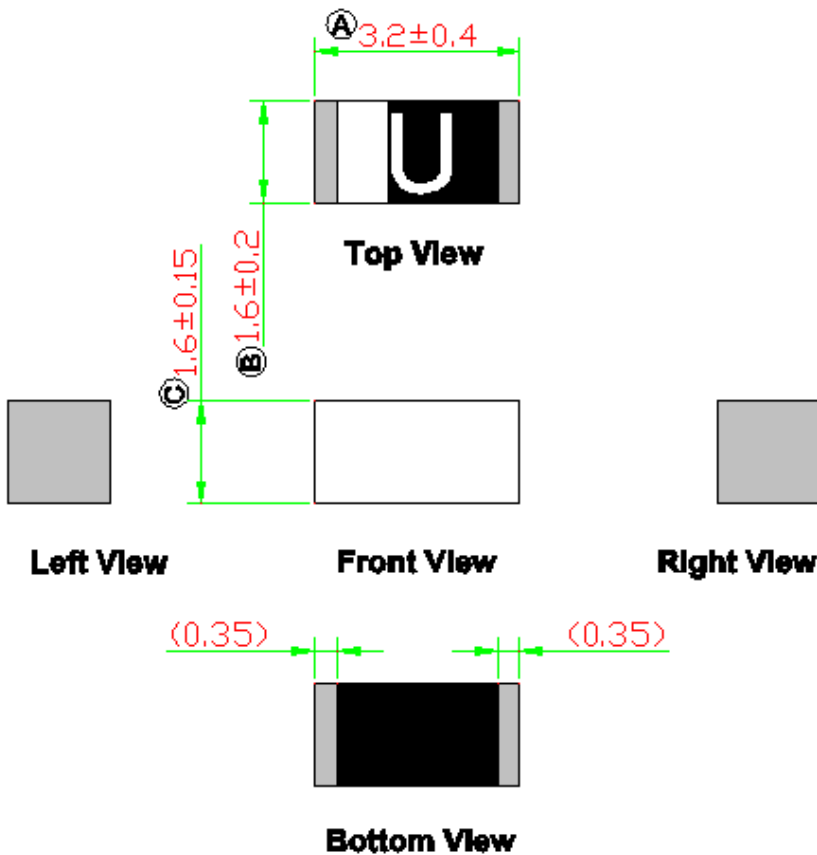 A 3.2±0.4
U
Top View
B 1.6±0.2
C 1.6±0.15
Left View
Front View
Right View
(0.35)
(0.35)
Bottom View